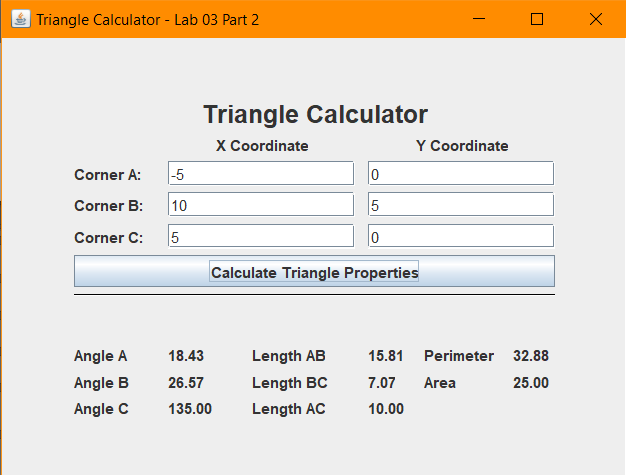 Triangle Calculator - Lab 03 Part 2
Triangle Calculator
X Coordinate Y Coordinate
Corner A: -5 0
Corner B: 10 5
Corner C: 5 0
Calculate Triangle Properties
Angle A 18.43 Length AB 15.81 Perimeter 32.88
Angle B 26.57 Length BC 7.07 Area 25.00
Angle C 135.00 Length AC 10.00